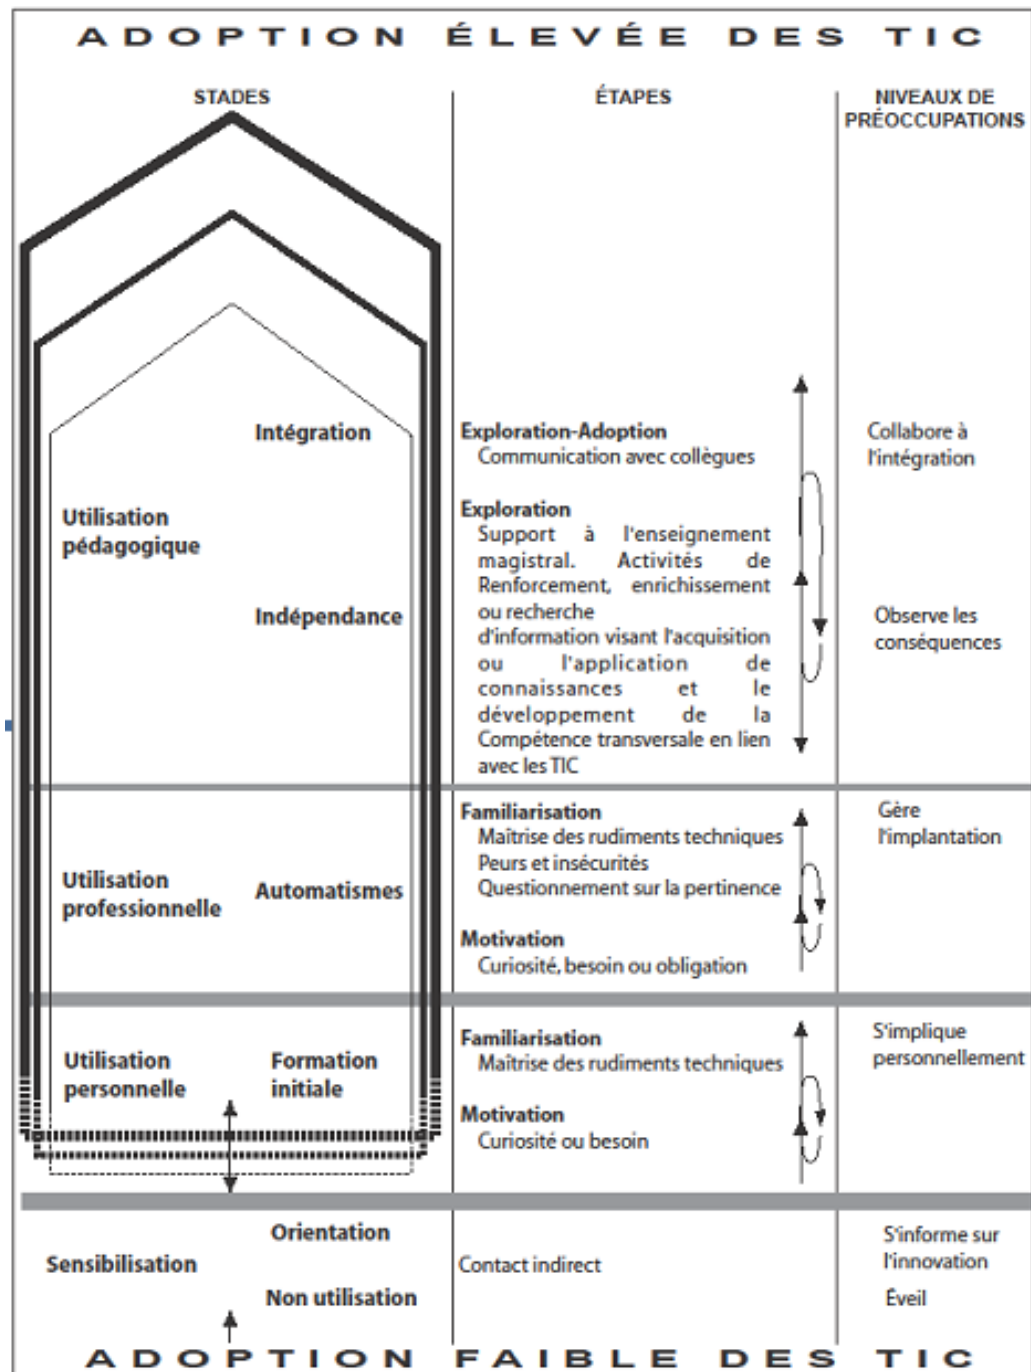 ADOPTION ÉLEVÉE DES TIC
STADES
ÉTAPES
NIVEAUX DE
PRÉOCCUPATIONS
Intégration
Exploration-Adoption
Communication avec collègues
Collabore à
l'intégration
Utilisation
pédagogique
Exploration
Support à l'enseignement
magistral. Activités de
Renforcement, enrichissement
ou recherche
d'information visant l'acquisition
ou l'application de
connaissances et le
développement de la
Compétence transversale en lien
avec les TIC
Indépendance
Observe les
conséquences
Utilisation
professionnelle
Automatismes
Familiarisation
Maîtrise des rudiments techniques
Peurs et insécurités
Questionnement sur la pertinence
Motivation
Curiosité, besoin ou obligation
Gère
l'implantation
Utilisation
personnelle
Formation
initiale
Familiarisation
Maîtrise des rudiments techniques
Motivation
Curiosité ou besoin
S'implique
personnellement
Sensibilisation
Orientation
Non utilisation
Contact indirect
S'informe sur
l'innovation
Éveil
ADOPTION FAIBLE DES TIC